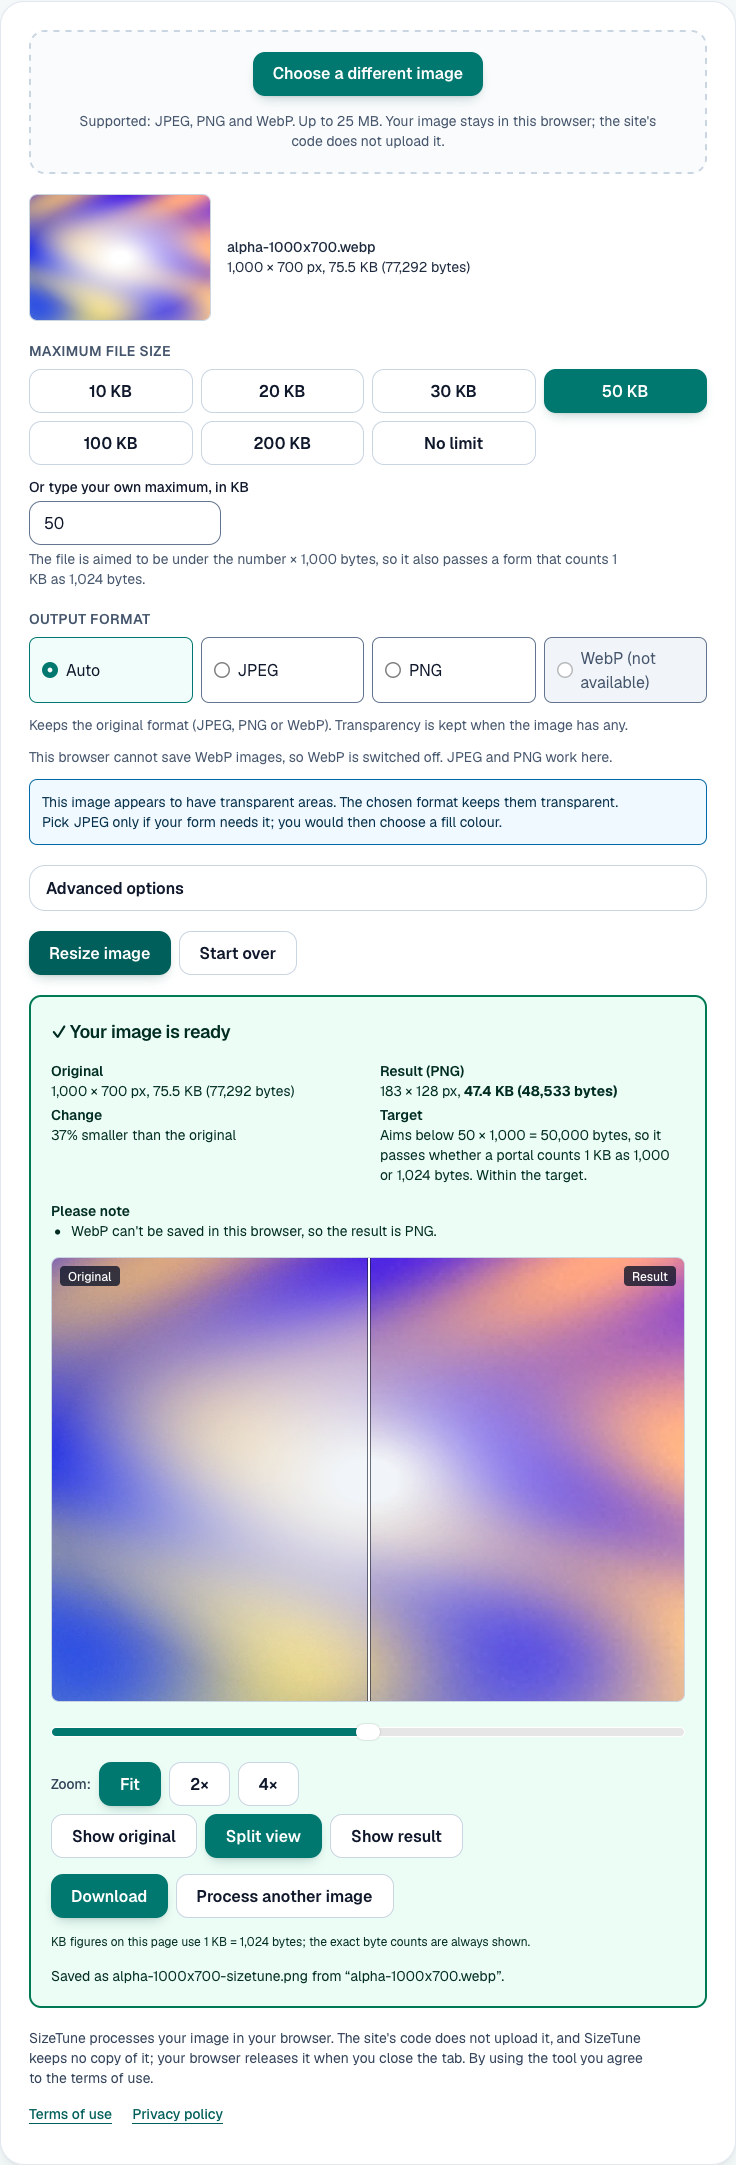 Choose a different image
Supported: JPEG, PNG and WebP. Up to 25 MB. Your image stays in this browser; the site's
code does not upload it.
alpha-1000x700.webp
1,000 × 700 px, 75.5 KB (77,292 bytes)
MAXIMUM FILE SIZE
10 KB
20 KB
30 KB
50 KB
100 KB
200 KB
No limit
Or type your own maximum, in KB
50
The file is aimed to be under the number × 1,000 bytes, so it also passes a form that counts 1
KB as 1,024 bytes.
OUTPUT FORMAT
Auto
JPEG
PNG
WebP (not
available)
Keeps the original format (JPEG, PNG or WebP). Transparency is kept when the image has any.
This browser cannot save WebP images, so WebP is switched off. JPEG and PNG work here.
This image appears to have transparent areas. The chosen format keeps them transparent.
Pick JPEG only if your form needs it; you would then choose a fill colour.
Advanced options
Resize image
Start over
✓ Your image is ready
Original
1,000 × 700 px, 75.5 KB (77,292 bytes)
Result (PNG)
183 × 128 px, 47.4 KB (48,533 bytes)
Change
37% smaller than the original
Target
Aims below 50 × 1,000 = 50,000 bytes, so it
passes whether a portal counts 1 KB as 1,000
or 1,024 bytes. Within the target.
Please note
• WebP can't be saved in this browser, so the result is PNG.
Original
Result
Zoom:
Fit
2×
4×
Show original
Split view
Show result
Download
Process another image
KB figures on this page use 1 KB = 1,024 bytes; the exact byte counts are always shown.
Saved as alpha-1000x700-sizetune.png from “alpha-1000x700.webp”.
SizeTune processes your image in your browser. The site's code does not upload it, and SizeTune
keeps no copy of it; your browser releases it when you close the tab. By using the tool you agree
to the terms of use.
Terms of use
Privacy policy